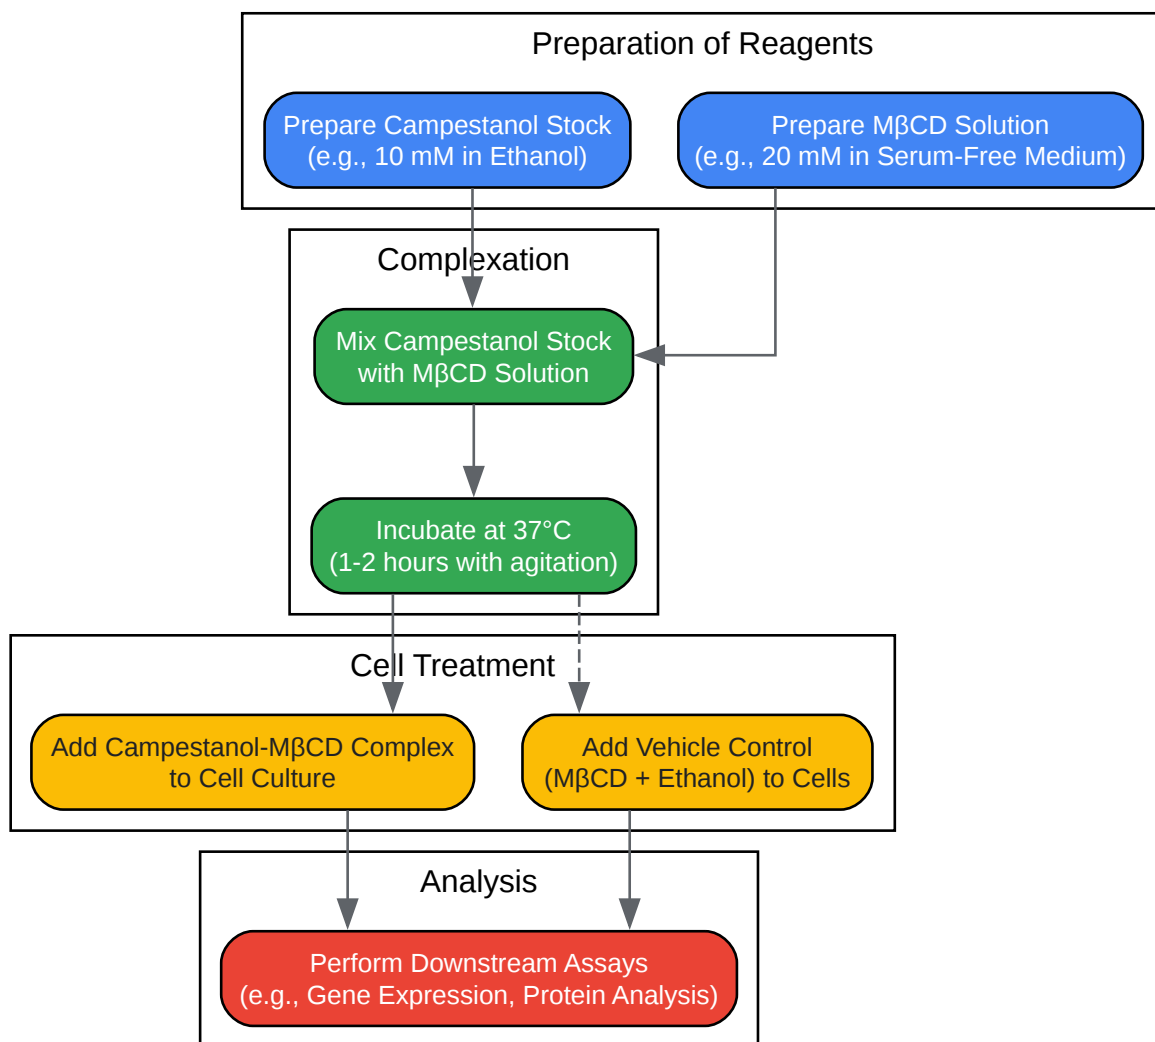 Preparation of Reagents
Prepare Campestanol Stock
(e.g., 10 mM in Ethanol)
Prepare MβCD Solution
(e.g., 20 mM in Serum-Free Medium)
Complexation
Mix Campestanol Stock
with MβCD Solution
Incubate at 37°C
(1-2 hours with agitation)
Cell Treatment
Add Campestanol-MβCD Complex
to Cell Culture
Add Vehicle Control
(MβCD + Ethanol) to Cells
Analysis
Perform Downstream Assays
(e.g., Gene Expression, Protein Analysis)